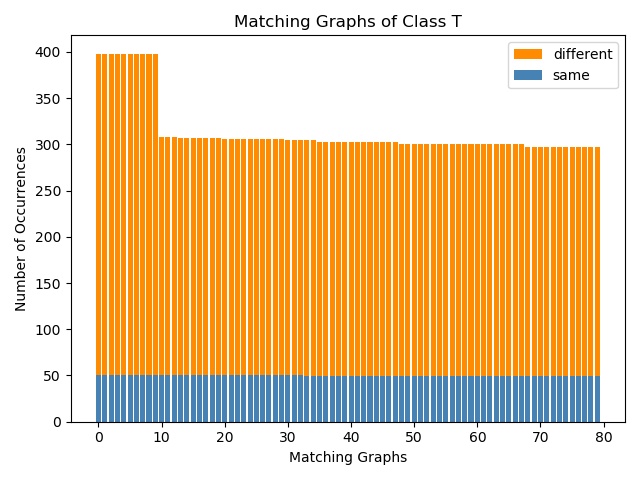 Matching Graphs of Class T
different
same
Number of Occurrences
400
350
300
250
200
150
100
50
0
0 10 20 30 40 50 60 70 80
Matching Graphs